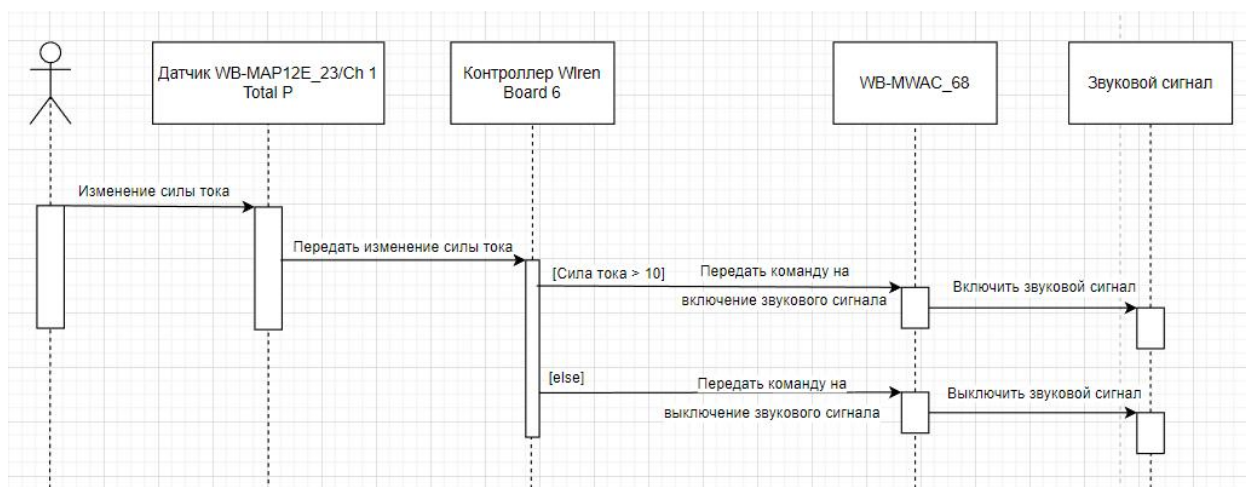 Датчик WB-MAP12E_23/Ch 1
Total P
Контроллер WIren
Board 6
WB-MWAC_68
Звуковой сигнал
Изменение силы тока
Передать изменение силы тока
[Сила тока > 10]
Передать команду на
включение звукового сигнала
Включить звуковой сигнал
[else]
Передать команду на
выключение звукового сигнала
Выключить звуковой сигнал